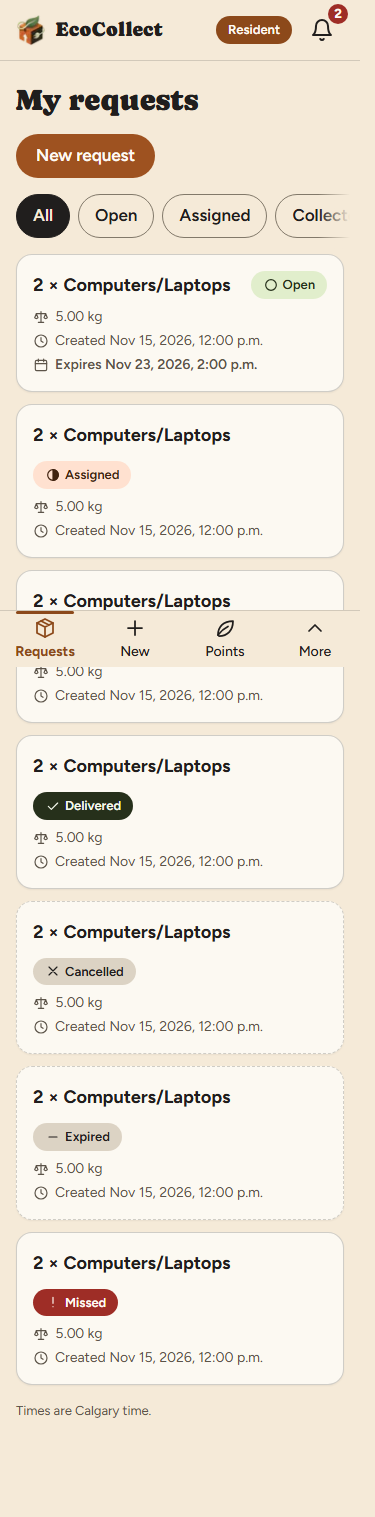 EcoCollect
Resident
2
My requests
New request
All
Open
Assigned
Collect
2 × Computers/Laptops
Open
5.00 kg
Created Nov 15, 2026, 12:00 p.m.
Expires Nov 23, 2026, 2:00 p.m.
2 × Computers/Laptops
Assigned
5.00 kg
Created Nov 15, 2026, 12:00 p.m.
2 × Computers/Laptops
Requests
New
Points
More
5.00 kg
Created Nov 15, 2026, 12:00 p.m.
2 × Computers/Laptops
Delivered
5.00 kg
Created Nov 15, 2026, 12:00 p.m.
2 × Computers/Laptops
Cancelled
5.00 kg
Created Nov 15, 2026, 12:00 p.m.
2 × Computers/Laptops
Expired
5.00 kg
Created Nov 15, 2026, 12:00 p.m.
2 × Computers/Laptops
! Missed
5.00 kg
Created Nov 15, 2026, 12:00 p.m.
Times are Calgary time.